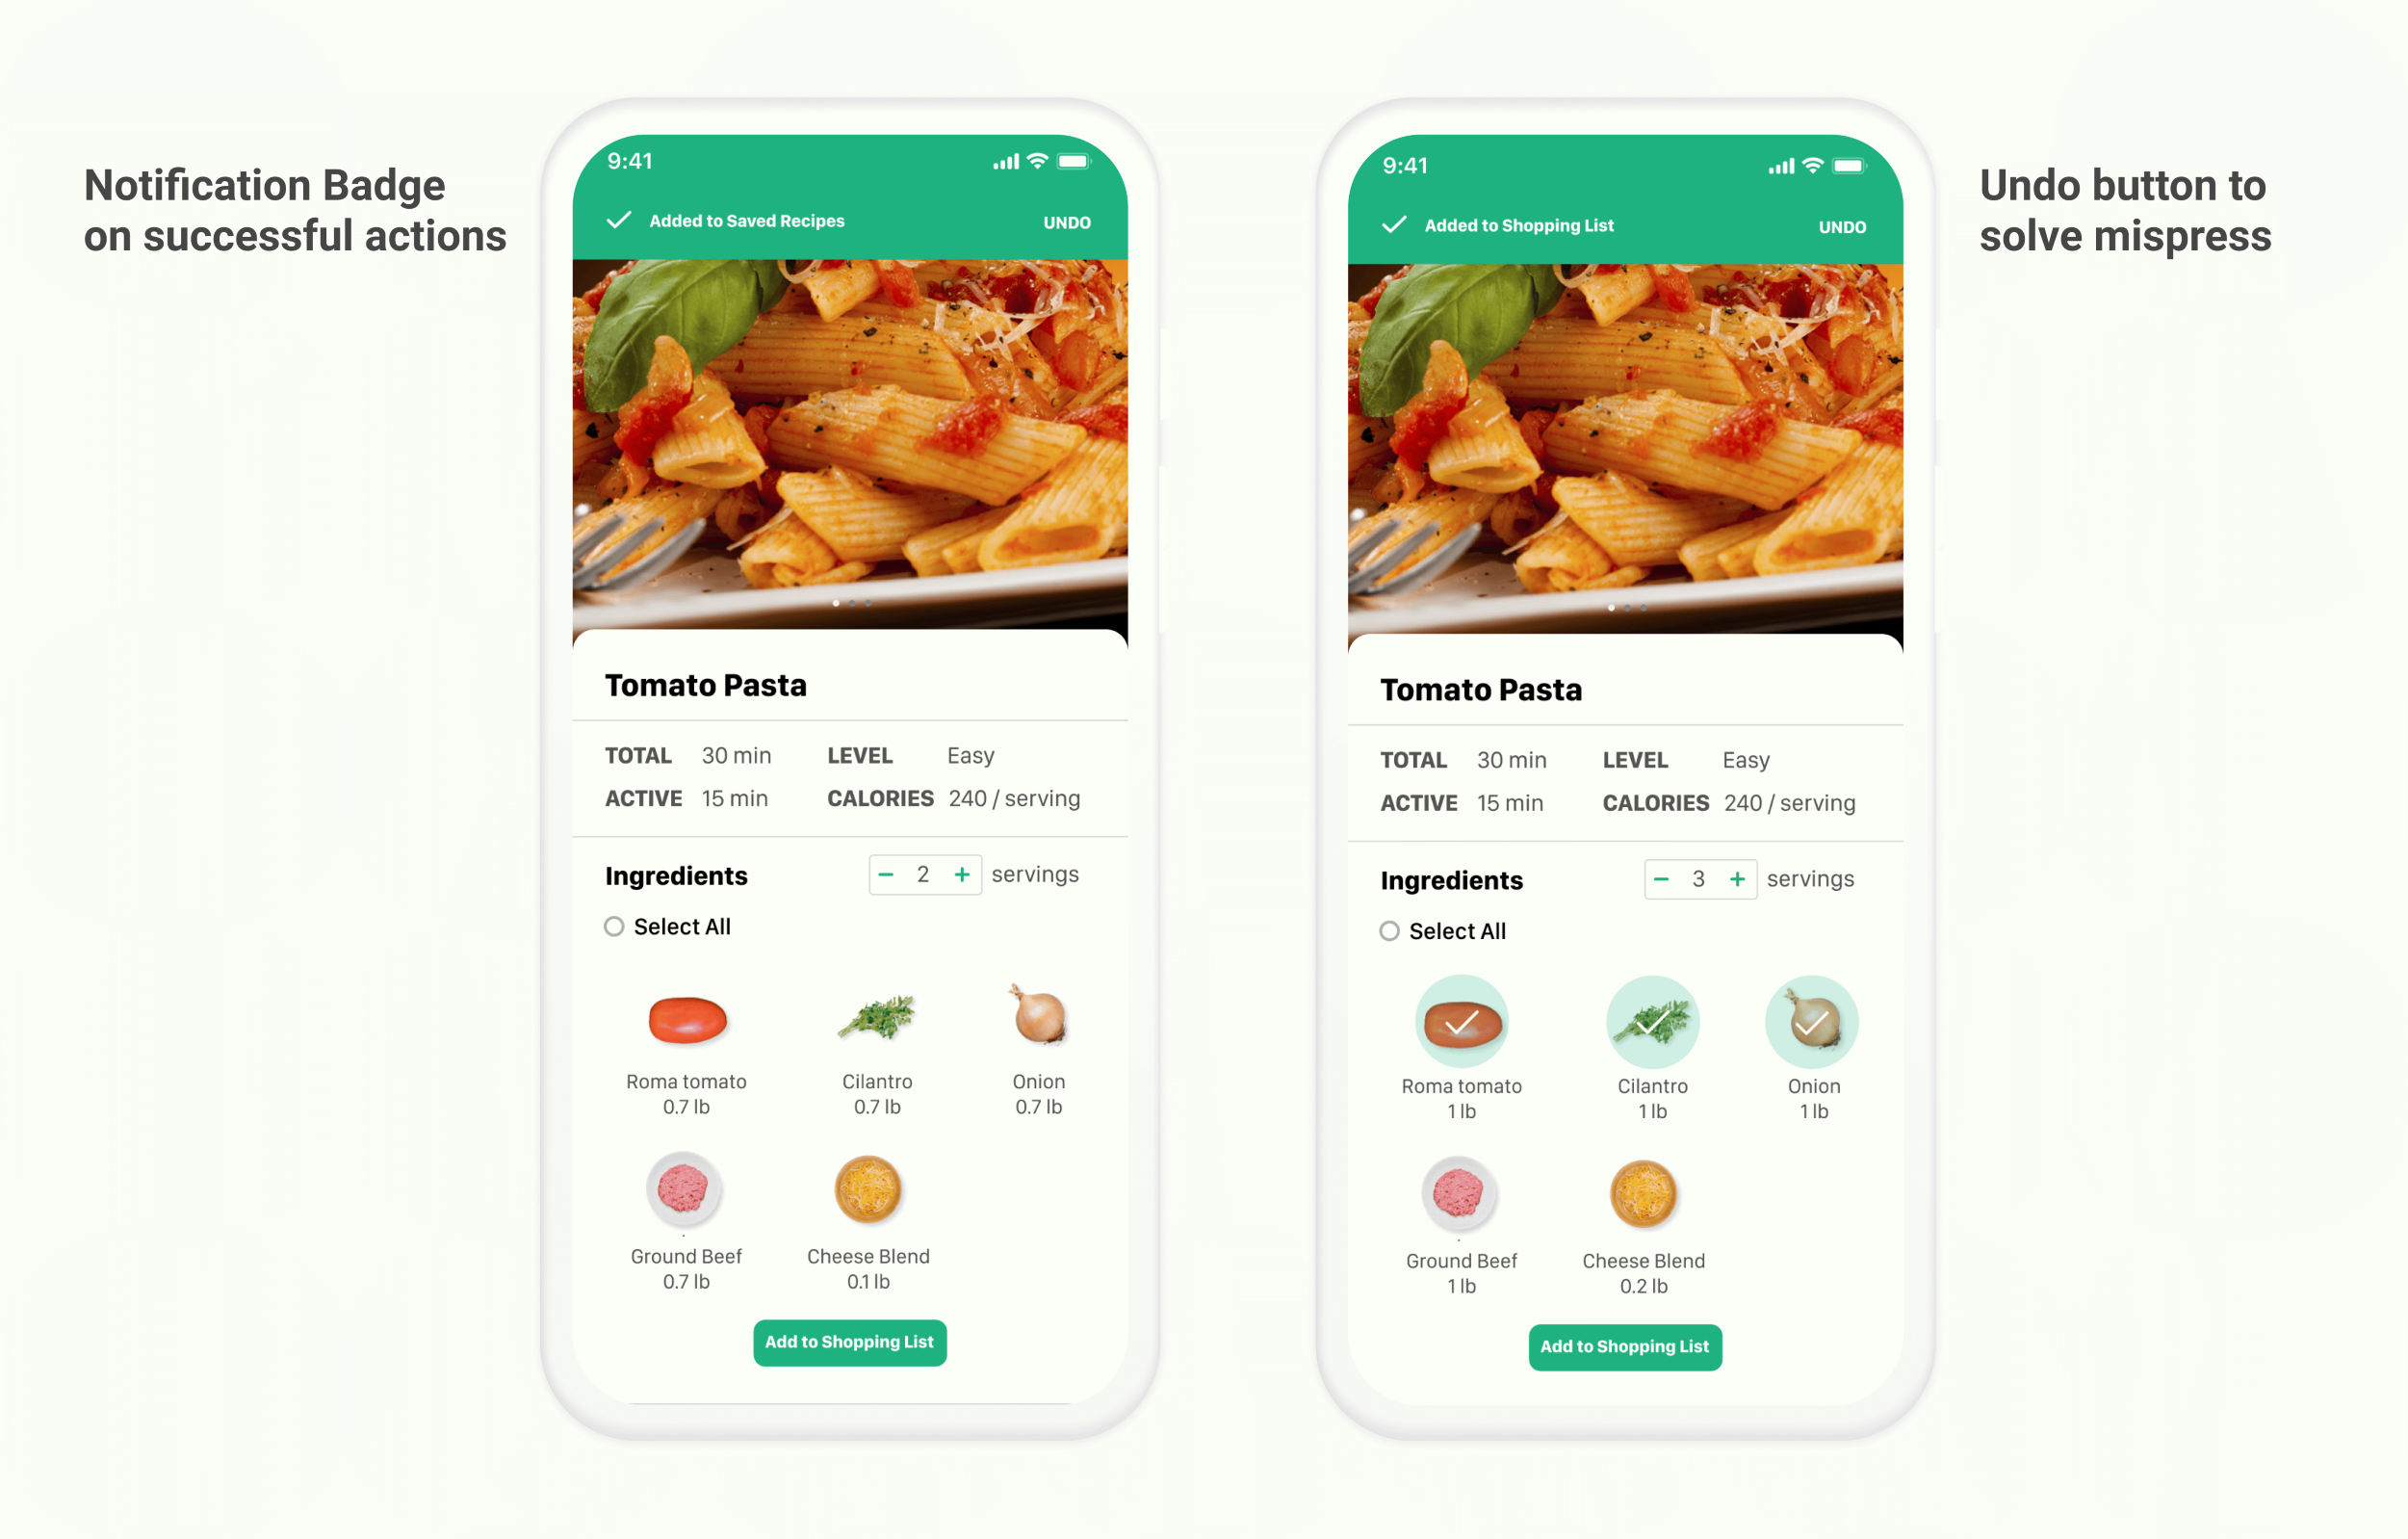 Notification Badge
on successful actions
9:41
Added to Saved Recipes UNDO
Tomato Pasta
TOTAL 30 min LEVEL Easy
ACTIVE 15 min CALORIES 240 / serving
Ingredients − 2 + servings
Select All
Roma tomato Cilantro Onion
0.7 lb 0.7 lb 0.7 lb
Ground Beef Cheese Blend
0.7 lb 0.1 lb
Add to Shopping List
9:41
Added to Shopping List UNDO
Tomato Pasta
TOTAL 30 min LEVEL Easy
ACTIVE 15 min CALORIES 240 / serving
Ingredients − 3 + servings
Select All
Roma tomato Cilantro Onion
1 lb 1 lb 1 lb
Ground Beef Cheese Blend
1 lb 0.2 lb
Add to Shopping List
Undo button to
solve mispress